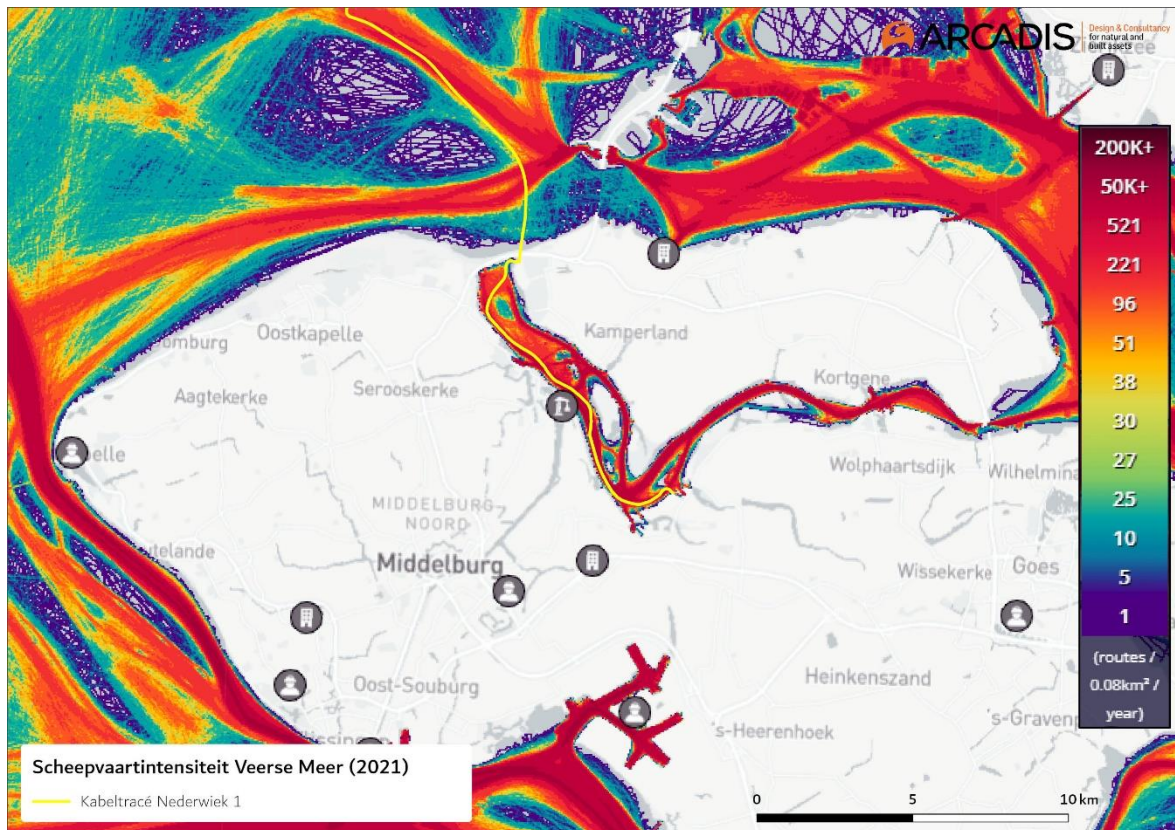 ARCADIS
Design & Consultancy
for natural and
built assets
200K+
50K+
521
221
96
51
38
30
27
25
10
5
1
(routes /
0.08km² /
year)
Oostkapelle
Kamperland
Aagtekerke
Serooskerke
Kortgene
Wolphaartsdijk
Wilhelmina
MIDDELBURG
NOORD
Middelburg
Wissekerke
Goes
Oost-Souburg
Heinkenszand
's-Heerenhoek
's-Gravenp
Scheepvaartintensiteit Veerse Meer (2021)
Kabeltracé Nederwiek 1
0
5
10 km